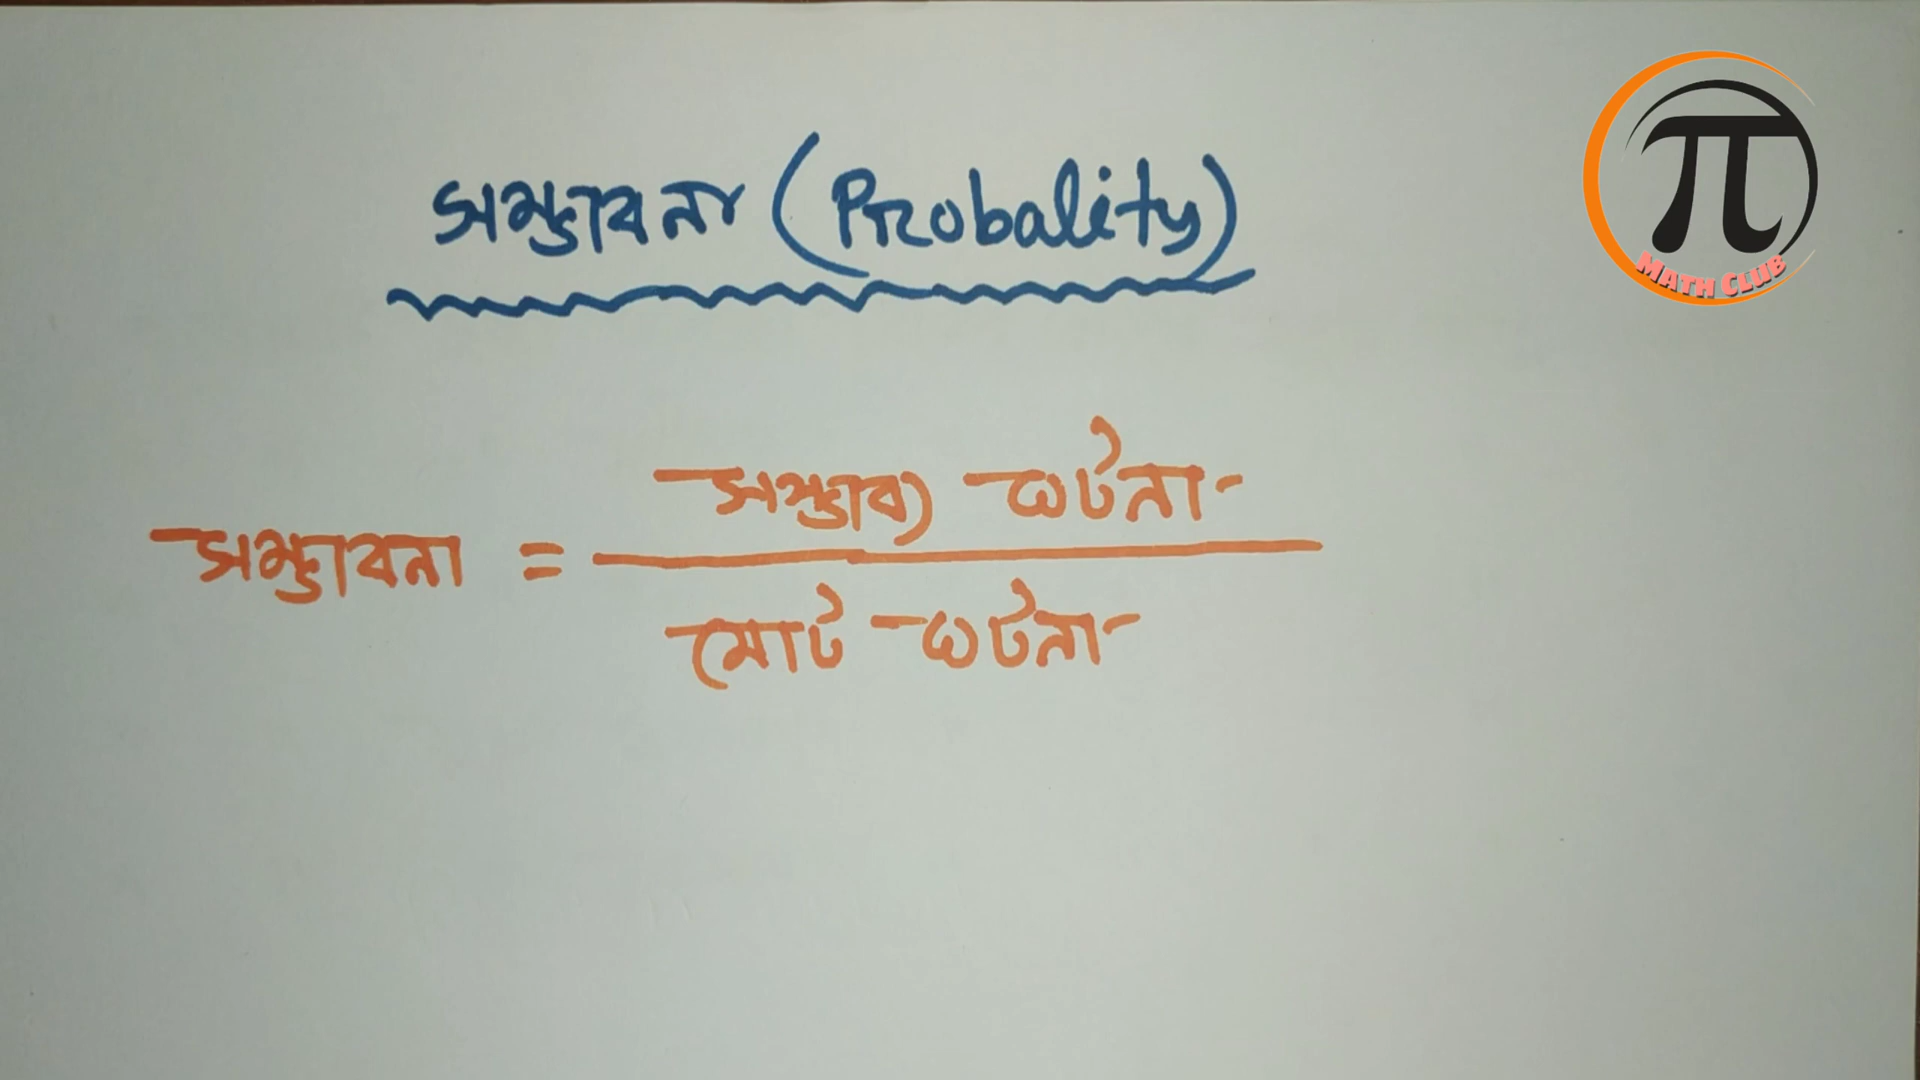 সম্ভাবনা (Probality)
সম্ভাবনা = সম্ভাব্য ঘটনা
মোট ঘটনা
π
MATH CLUB